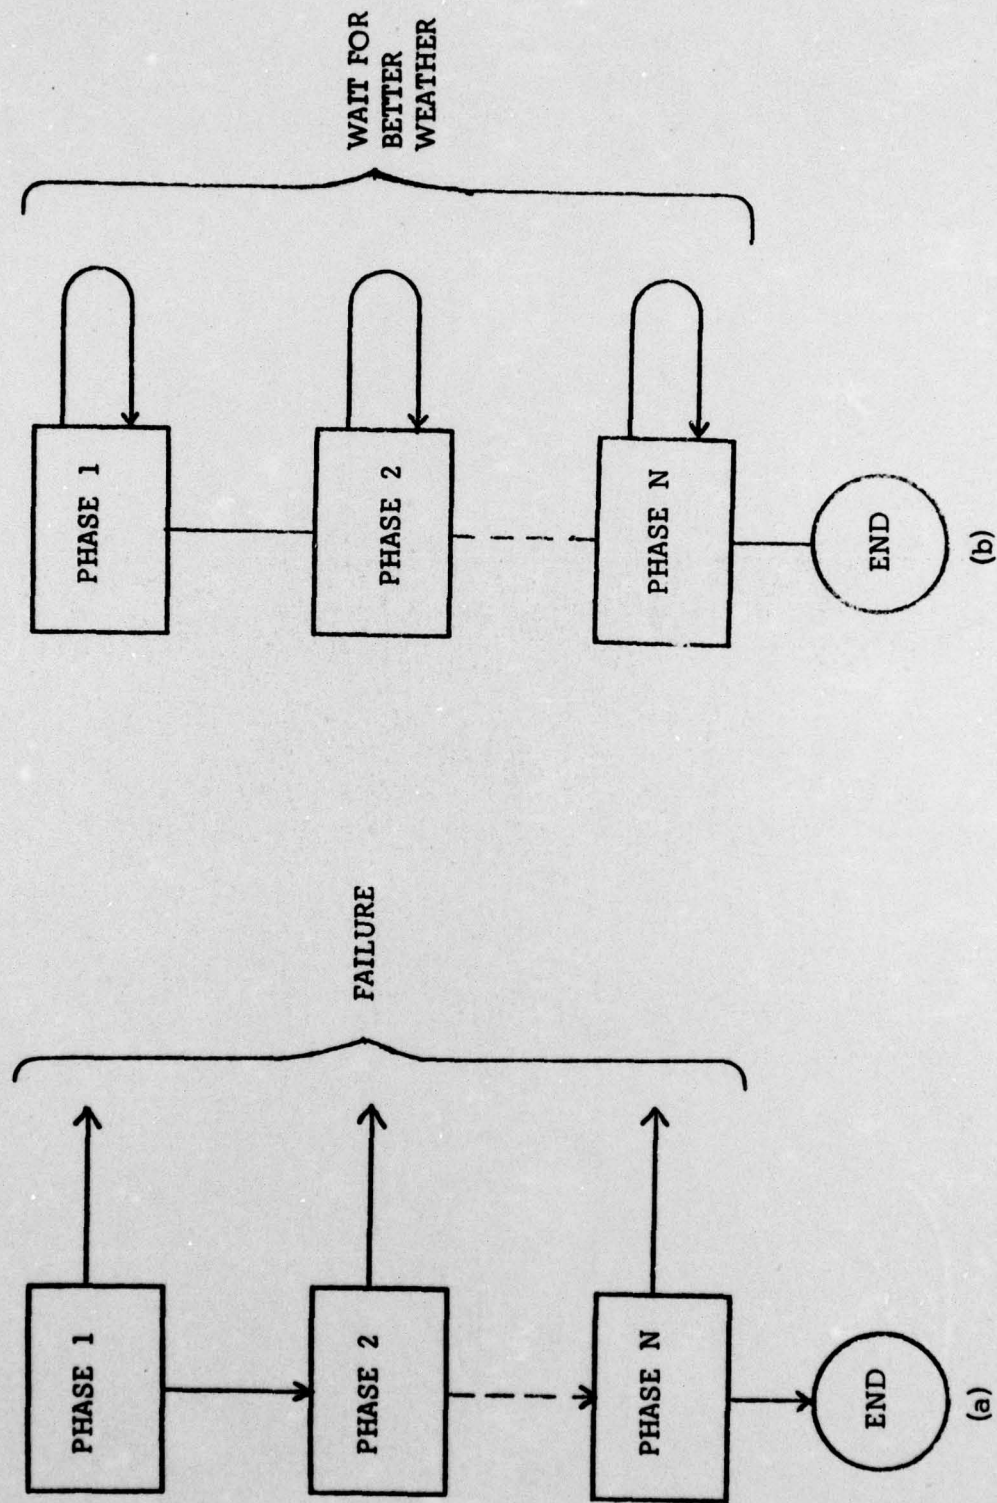 PHASE 1
PHASE 2
PHASE N
END
FAILURE
(a)
PHASE 1
PHASE 2
PHASE N
END
WAIT FOR
BETTER
WEATHER
(b)